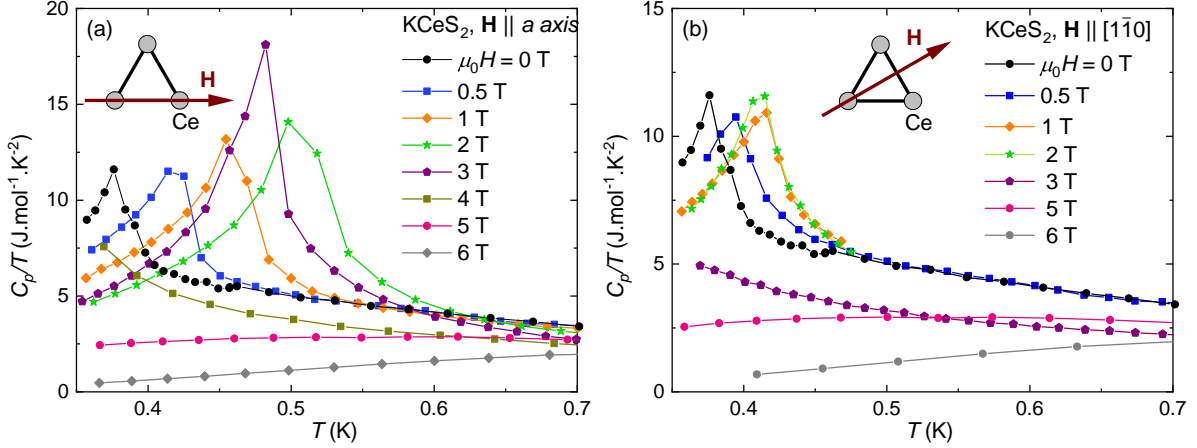 (a)
KCeS₂, H || a axis
H
Ce
μ₀H = 0 T
0.5 T
1 T
2 T
3 T
4 T
5 T
6 T
Cₚ/T (J.mol⁻¹.K⁻²)
20
15
10
5
0
0.4 0.5 0.6 0.7
T (K)
(b)
KCeS₂, H || [11̄0]
H
Ce
μ₀H = 0 T
0.5 T
1 T
2 T
3 T
5 T
6 T
Cₚ/T (J.mol⁻¹.K⁻²)
15
10
5
0
0.4 0.5 0.6 0.7
T (K)